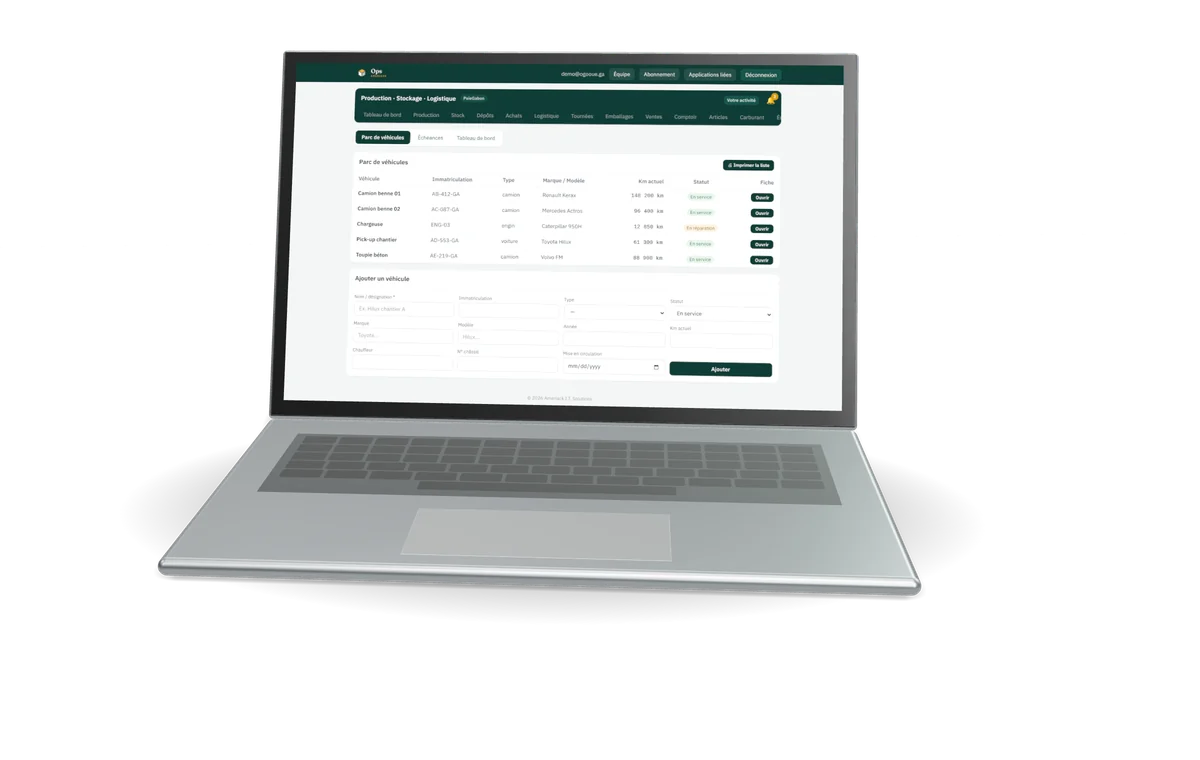 Ops
demo@ogooue.ga Équipe Abonnement Applications liées Déconnexion
Production - Stockage - Logistique
Votre activité
Tableau de bord Production Stock Dépôts Achats Logistique Tournées Emballages Ventes Comptoir Articles Carburant
Parc de véhicules Échéances Tableau de bord
Parc de véhicules
Imprimer la liste
Véhicule Immatriculation Type Marque / Modèle Km actuel Statut Fiche
Camion benne 01 AB-412-GA camion Renault Kerax 148 200 km En service Ouvrir
Camion benne 02 AC-087-GA camion Mercedes Actros 96 400 km En service Ouvrir
Chargeuse ENG-03 engin Caterpillar 950H 12 850 km En réparation Ouvrir
Pick-up chantier AD-553-GA voiture Toyota Hilux 61 300 km En service Ouvrir
Toupie béton AE-219-GA camion Volvo FM 88 000 km En service Ouvrir
Ajouter un véhicule
Nom / désignation * Immatriculation Type Statut
Ex. Hilux chantier A — En service
Marque Modèle Année Km actuel
Toyota… Hilux…
Chauffeur N° châssis Mise en circulation
mm/dd/yyyy Ajouter